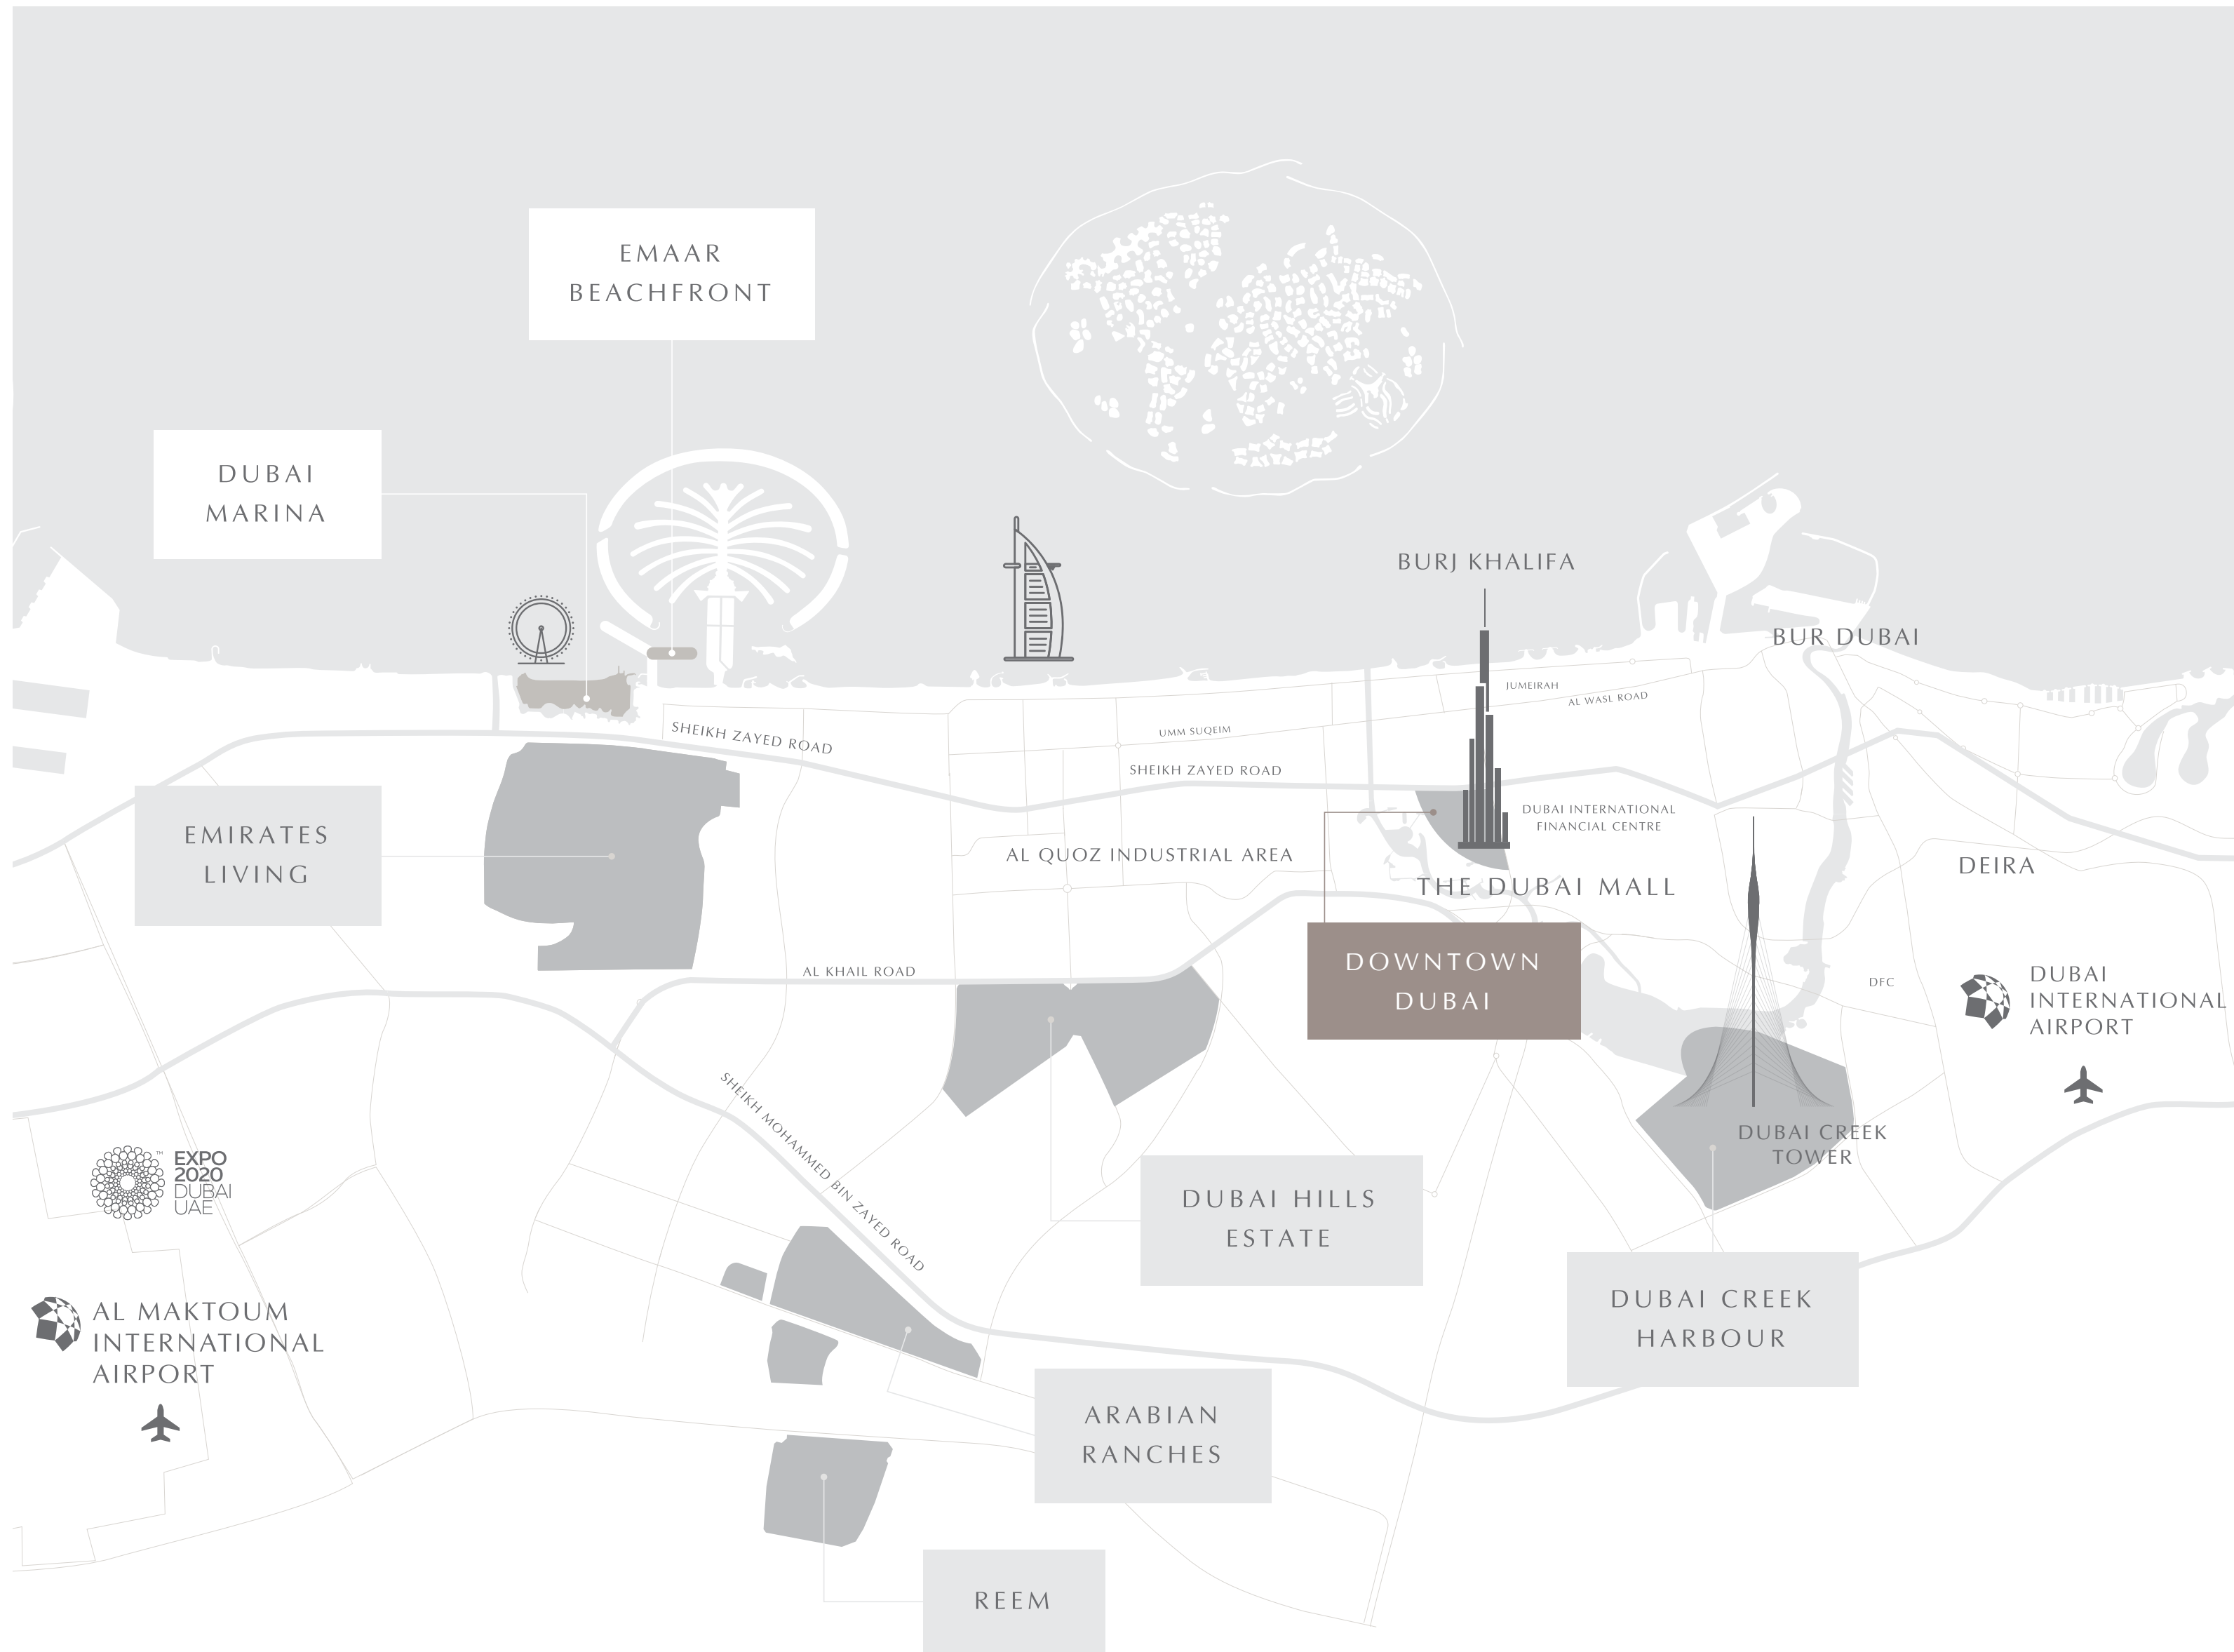 EMAAR
BEACHFRONT
DUBAI
MARINA
BURJ KHALIFA
BUR DUBAI
JUMEIRAH
AL WASL ROAD
SHEIKH ZAYED ROAD
UMM SUQEIM
SHEIKH ZAYED ROAD
DUBAI INTERNATIONAL
FINANCIAL CENTRE
EMIRATES
LIVING
AL QUOZ INDUSTRIAL AREA
DEIRA
THE DUBAI MALL
DOWNTOWN
DUBAI
AL KHAIL ROAD
DFC
DUBAI
INTERNATIONAL
AIRPORT
SHEIKH MOHAMMED BIN ZAYED ROAD
DUBAI CREEK
TOWER
EXPO
2020
DUBAI
UAE
™
DUBAI HILLS
ESTATE
AL MAKTOUM
INTERNATIONAL
AIRPORT
DUBAI CREEK
HARBOUR
ARABIAN
RANCHES
REEM